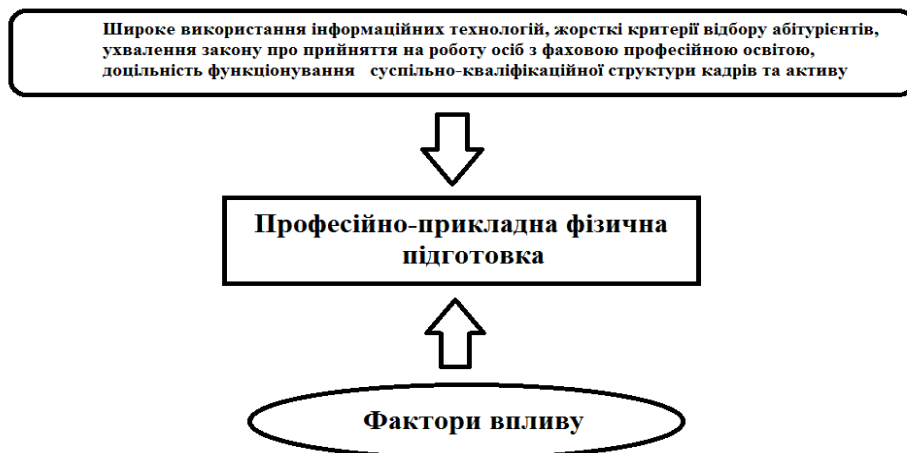 Широке використання інформаційних технологій, жорсткі критерії відбору абітурієнтів,
ухвалення закону про прийняття на роботу осіб з фаховою професійною освітою,
доцільність функціонування суспільно-кваліфікаційної структури кадрів та активу
Професійно-прикладна фізична
підготовка
Фактори впливу